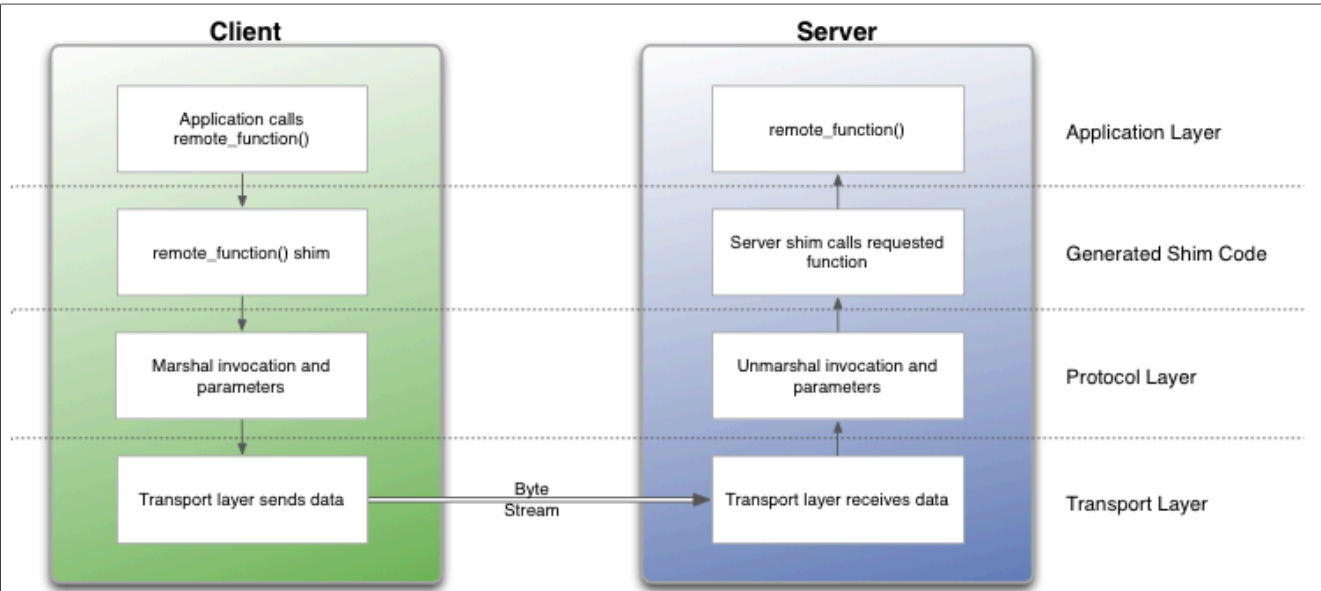 Client
Server
Application calls
remote_function()
remote_function()
Application Layer
remote_function() shim
Server shim calls requested
function
Generated Shim Code
Marshal invocation and
parameters
Unmarshal invocation and
parameters
Protocol Layer
Transport layer sends data
Byte
Stream
Transport layer receives data
Transport Layer